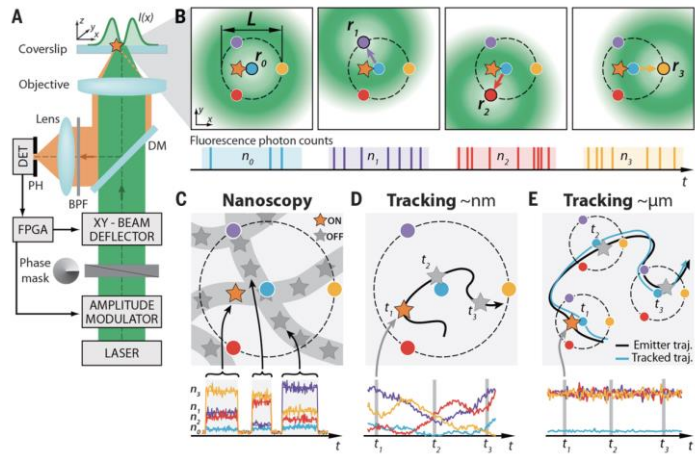 A
z
y
x
I(x)
Coverslip
Objective
Lens
DET
PH
BPF
DM
FPGA
XY - BEAM
DEFLECTOR
Phase
mask
AMPLITUDE
MODULATOR
LASER
B
L
r0
r1
r2
r3
y
x
Fluorescence photon counts
n0
n1
n2
n3
t
C Nanoscopy
ON
OFF
n3
n1
n2
n0
t
D Tracking ~nm
t1
t2
t3
t1
t2
t3
t
E Tracking ~μm
t1
t2
t3
Emitter traj.
Tracked traj.
t1
t2
t3
t